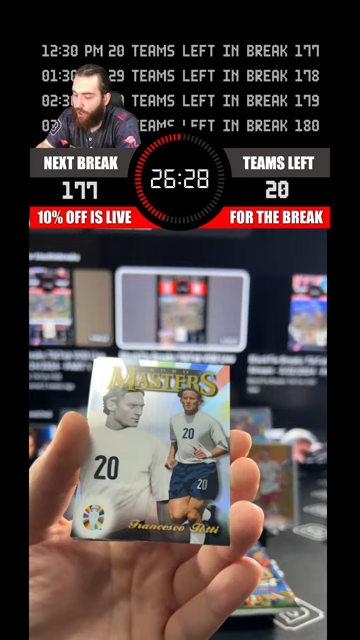 12:30 PM 20 TEAMS LEFT IN BREAK 177
01:30 29 TEAMS LEFT IN BREAK 178
02:30 TEAMS LEFT IN BREAK 179
TEAMS LEFT IN BREAK 180
NEXT BREAK
177
26:28
TEAMS LEFT
20
10% OFF IS LIVE
FOR THE BREAK
EURO
MASTERS
20
20
20
Francesco Totti